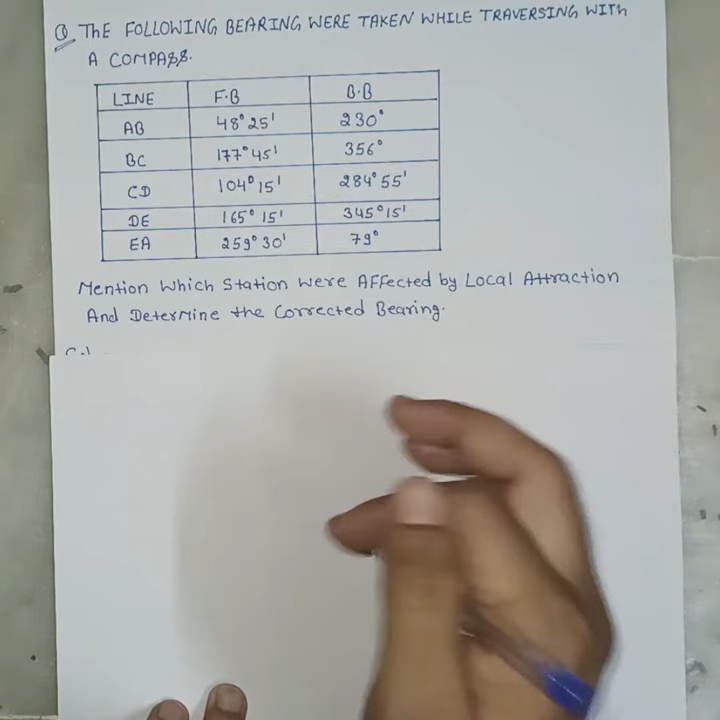 Q THE FOLLOWING BEARING WERE TAKEN WHILE TRAVERSING WITH
A COMPASS.
LINE F.B B.B
AB 48°25' 230°
BC 177°45' 356°
CD 104°15' 284°55'
DE 165°15' 345°15'
EA 259°30' 79°
Mention Which Station Were Affected by Local Attraction
And Determine the Corrected Bearing.